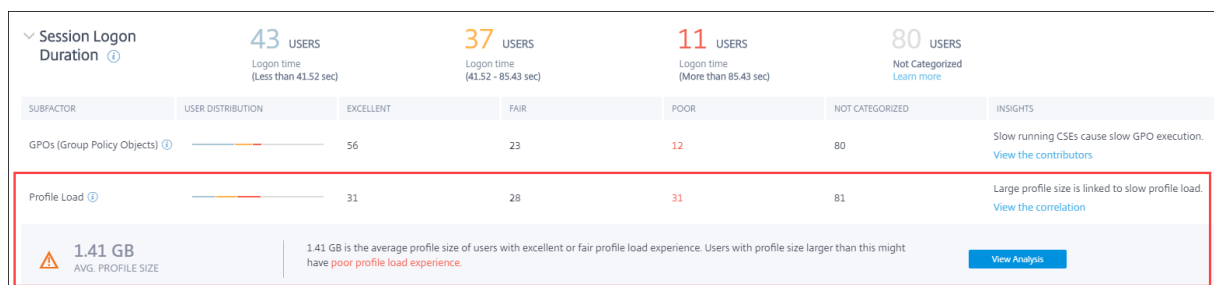 Session Logon Duration
43 USERS
Logon time
(Less than 41.52 sec)
37 USERS
Logon time
(41.52 - 85.43 sec)
11 USERS
Logon time
(More than 85.43 sec)
80 USERS
Not Categorized
Learn more
SUBFACTOR USER DISTRIBUTION EXCELLENT FAIR POOR NOT CATEGORIZED INSIGHTS
GPOs (Group Policy Objects) 56 23 12 80 Slow running CSEs cause slow GPO execution.
View the contributors
Profile Load 31 28 31 81 Large profile size is linked to slow profile load.
View the correlation
1.41 GB
AVG. PROFILE SIZE
1.41 GB is the average profile size of users with excellent or fair profile load experience. Users with profile size larger than this might
have poor profile load experience.
View Analysis